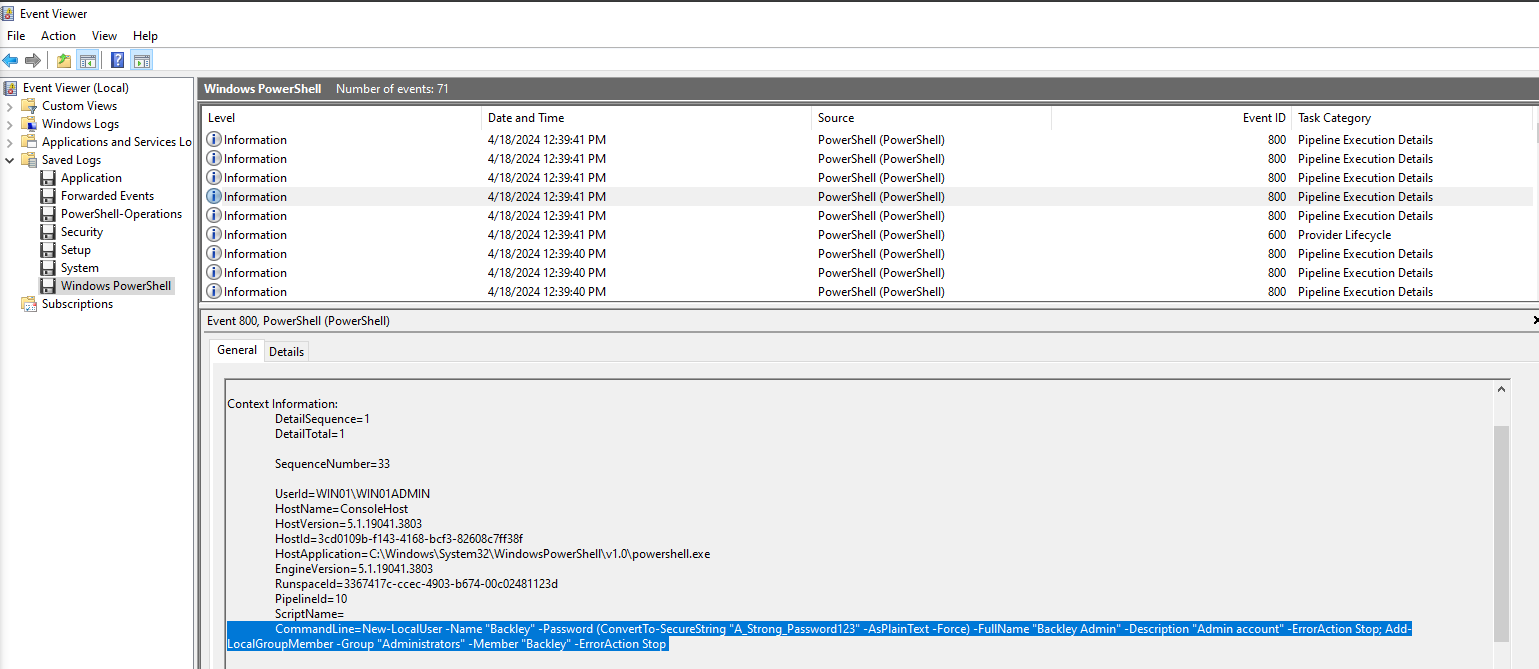 Event Viewer
File Action View Help
Event Viewer (Local)
Custom Views
Windows Logs
Applications and Services Lo
Saved Logs
Application
Forwarded Events
PowerShell-Operations
Security
Setup
System
Windows PowerShell
Subscriptions
Windows PowerShell Number of events: 71
Level Date and Time Source Event ID Task Category
Information 4/18/2024 12:39:41 PM PowerShell (PowerShell) 800 Pipeline Execution Details
Information 4/18/2024 12:39:41 PM PowerShell (PowerShell) 800 Pipeline Execution Details
Information 4/18/2024 12:39:41 PM PowerShell (PowerShell) 800 Pipeline Execution Details
Information 4/18/2024 12:39:41 PM PowerShell (PowerShell) 800 Pipeline Execution Details
Information 4/18/2024 12:39:41 PM PowerShell (PowerShell) 800 Pipeline Execution Details
Information 4/18/2024 12:39:41 PM PowerShell (PowerShell) 600 Provider Lifecycle
Information 4/18/2024 12:39:40 PM PowerShell (PowerShell) 800 Pipeline Execution Details
Information 4/18/2024 12:39:40 PM PowerShell (PowerShell) 800 Pipeline Execution Details
Information 4/18/2024 12:39:40 PM PowerShell (PowerShell) 800 Pipeline Execution Details
Event 800, PowerShell (PowerShell)
General Details
Context Information:
DetailSequence=1
DetailTotal=1
SequenceNumber=33
UserId=WIN01\WIN01ADMIN
HostName=ConsoleHost
HostVersion=5.1.19041.3803
HostId=3cd0109b-f143-4168-bcf3-82608c7ff38f
HostApplication=C:\Windows\System32\WindowsPowerShell\v1.0\powershell.exe
EngineVersion=5.1.19041.3803
RunspaceId=3367417c-ccec-4903-b674-00c02481123d
PipelineId=10
ScriptName=
CommandLine=New-LocalUser -Name "Backley" -Password (ConvertTo-SecureString "A_Strong_Password123" -AsPlainText -Force) -FullName "Backley Admin" -Description "Admin account" -ErrorAction Stop; Add-
LocalGroupMember -Group "Administrators" -Member "Backley" -ErrorAction Stop